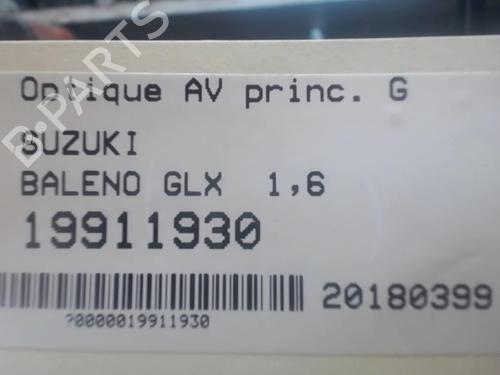 B-PARTS
Optique AV princ. G
SUZUKI
BALENO GLX 1,6
19911930
20180399
?0000019911930